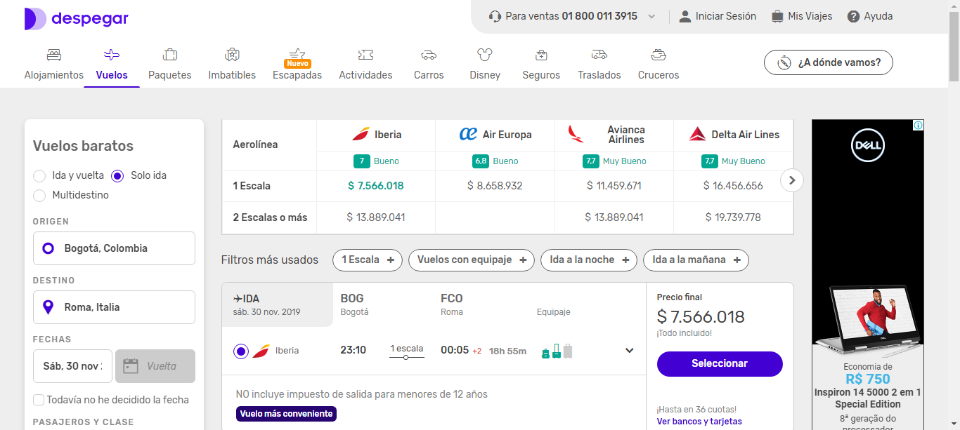 despegar
Para ventas 01 800 011 3915
Iniciar Sesión
Mis Viajes
Ayuda
Alojamientos
Vuelos
Paquetes
Imbatibles
Nuevo
Escapadas
Actividades
Carros
Disney
Seguros
Traslados
Cruceros
¿A dónde vamos?
Vuelos baratos
Ida y vuelta
Solo ida
Multidestino
ORIGEN
Bogotá, Colombia
DESTINO
Roma, Italia
FECHAS
Sáb, 30 nov
Vuelta
Todavía no he decidido la fecha
PASAJEROS Y CLASE
Aerolínea
Iberia
Air Europa
Avianca
Airlines
Delta Air Lines
7 Bueno
6,8 Bueno
7,7 Muy Bueno
7,7 Muy Bueno
1 Escala
$ 7.566.018
$ 8.658.932
$ 11.459.671
$ 16.456.656
2 Escalas o más
$ 13.889.041
$ 13.889.041
$ 19.739.778
Filtros más usados
1 Escala +
Vuelos con equipaje +
Ida a la noche +
Ida a la mañana +
IDA
sáb. 30 nov. 2019
BOG
Bogotá
FCO
Roma
Equipaje
Iberia
23:10
1 escala
00:05 +2
18h 55m
NO incluye impuesto de salida para menores de 12 años
Vuelo más conveniente
Precio final
$ 7.566.018
¡Todo incluido!
Seleccionar
¡Hasta en 36 cuotas!
Ver bancos y tarjetas
DELL
Economia de
R$ 750
Inspiron 14 5000 2 em 1
Special Edition
8ª geração do
processador